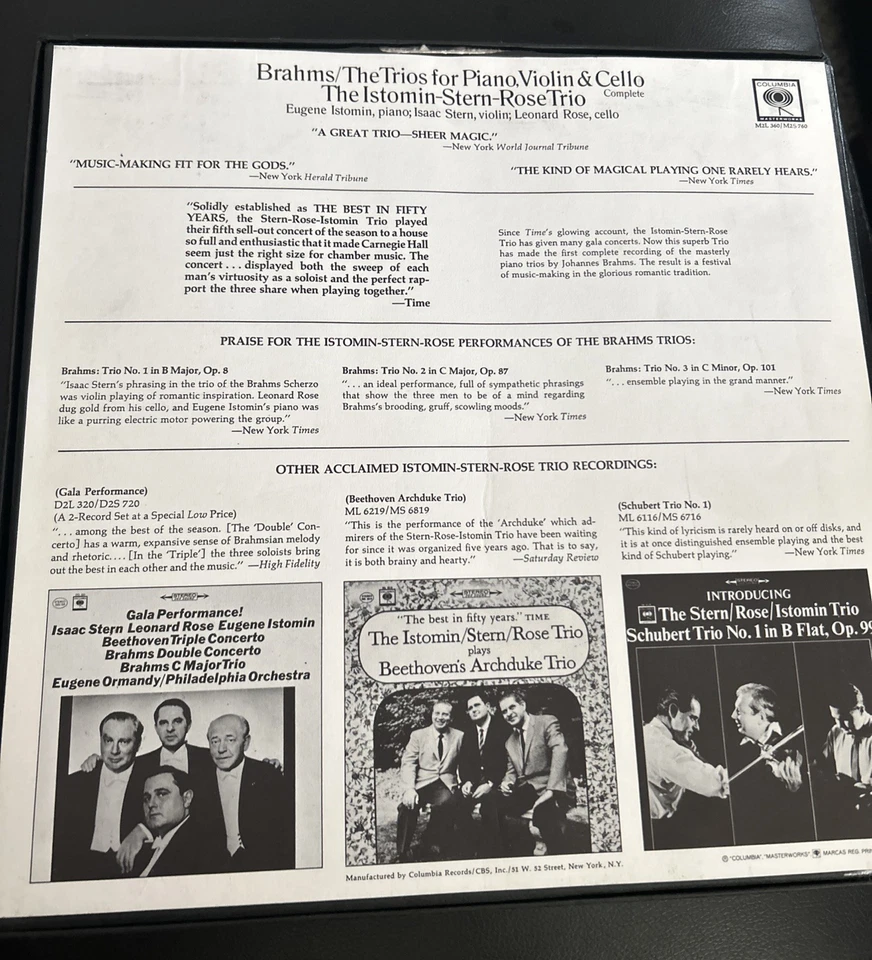 Brahms/The Trios for Piano, Violin & Cello
The Istomin-Stern-Rose Trio Complete
Eugene Istomin, piano; Isaac Stern, violin; Leonard Rose, cello
COLUMBIA
MASTERWORKS
M2L 360/M2S 760
"A GREAT TRIO—SHEER MAGIC."
—New York World Journal Tribune
"MUSIC-MAKING FIT FOR THE GODS."
—New York Herald Tribune
"THE KIND OF MAGICAL PLAYING ONE RARELY HEARS."
—New York Times
"Solidly established as THE BEST IN FIFTY
YEARS, the Stern-Rose-Istomin Trio played
their fifth sell-out concert of the season to a house
so full and enthusiastic that it made Carnegie Hall
seem just the right size for chamber music. The
concert . . . displayed both the sweep of each
man's virtuosity as a soloist and the perfect rap-
port the three share when playing together."
—Time
Since Time's glowing account, the Istomin-Stern-Rose
Trio has given many gala concerts. Now this superb Trio
has made the first complete recording of the masterly
piano trios by Johannes Brahms. The result is a festival
of music-making in the glorious romantic tradition.
PRAISE FOR THE ISTOMIN-STERN-ROSE PERFORMANCES OF THE BRAHMS TRIOS:
Brahms: Trio No. 1 in B Major, Op. 8
"Isaac Stern's phrasing in the trio of the Brahms Scherzo
was violin playing of romantic inspiration. Leonard Rose
dug gold from his cello, and Eugene Istomin's piano was
like a purring electric motor powering the group."
—New York Times
Brahms: Trio No. 2 in C Major, Op. 87
". . . an ideal performance, full of sympathetic phrasings
that show the three men to be of a mind regarding
Brahms's brooding, gruff, scowling moods."
—New York Times
Brahms: Trio No. 3 in C Minor, Op. 101
". . . ensemble playing in the grand manner."
—New York Times
OTHER ACCLAIMED ISTOMIN-STERN-ROSE TRIO RECORDINGS:
(Gala Performance)
D2L 320/D2S 720
(A 2-Record Set at a Special Low Price)
". . . among the best of the season. [The 'Double' Con-
certo] has a warm, expansive sense of Brahmsian melody
and rhetoric. . . . [In the 'Triple'] the three soloists bring
out the best in each other and the music." —High Fidelity
(Beethoven Archduke Trio)
ML 6219/MS 6819
"This is the performance of the 'Archduke' which ad-
mirers of the Stern-Rose-Istomin Trio have been waiting
for since it was organized five years ago. That is to say,
it is both brainy and hearty." —Saturday Review
(Schubert Trio No. 1)
ML 6116/MS 6716
"This kind of lyricism is rarely heard on or off disks, and
it is at once distinguished ensemble playing and the best
kind of Schubert playing." —New York Times
STEREO
Gala Performance!
Isaac Stern Leonard Rose Eugene Istomin
Beethoven Triple Concerto
Brahms Double Concerto
Brahms C Major Trio
Eugene Ormandy/Philadelphia Orchestra
STEREO
"The best in fifty years." TIME
The Istomin/Stern/Rose Trio
plays
Beethoven's Archduke Trio
STEREO
INTRODUCING
The Stern/Rose/Istomin Trio
Schubert Trio No. 1 in B Flat, Op. 99
Manufactured by Columbia Records/CBS, Inc./51 W. 52 Street, New York, N.Y.
℗ "COLUMBIA", "MASTERWORKS" MARCAS REG.